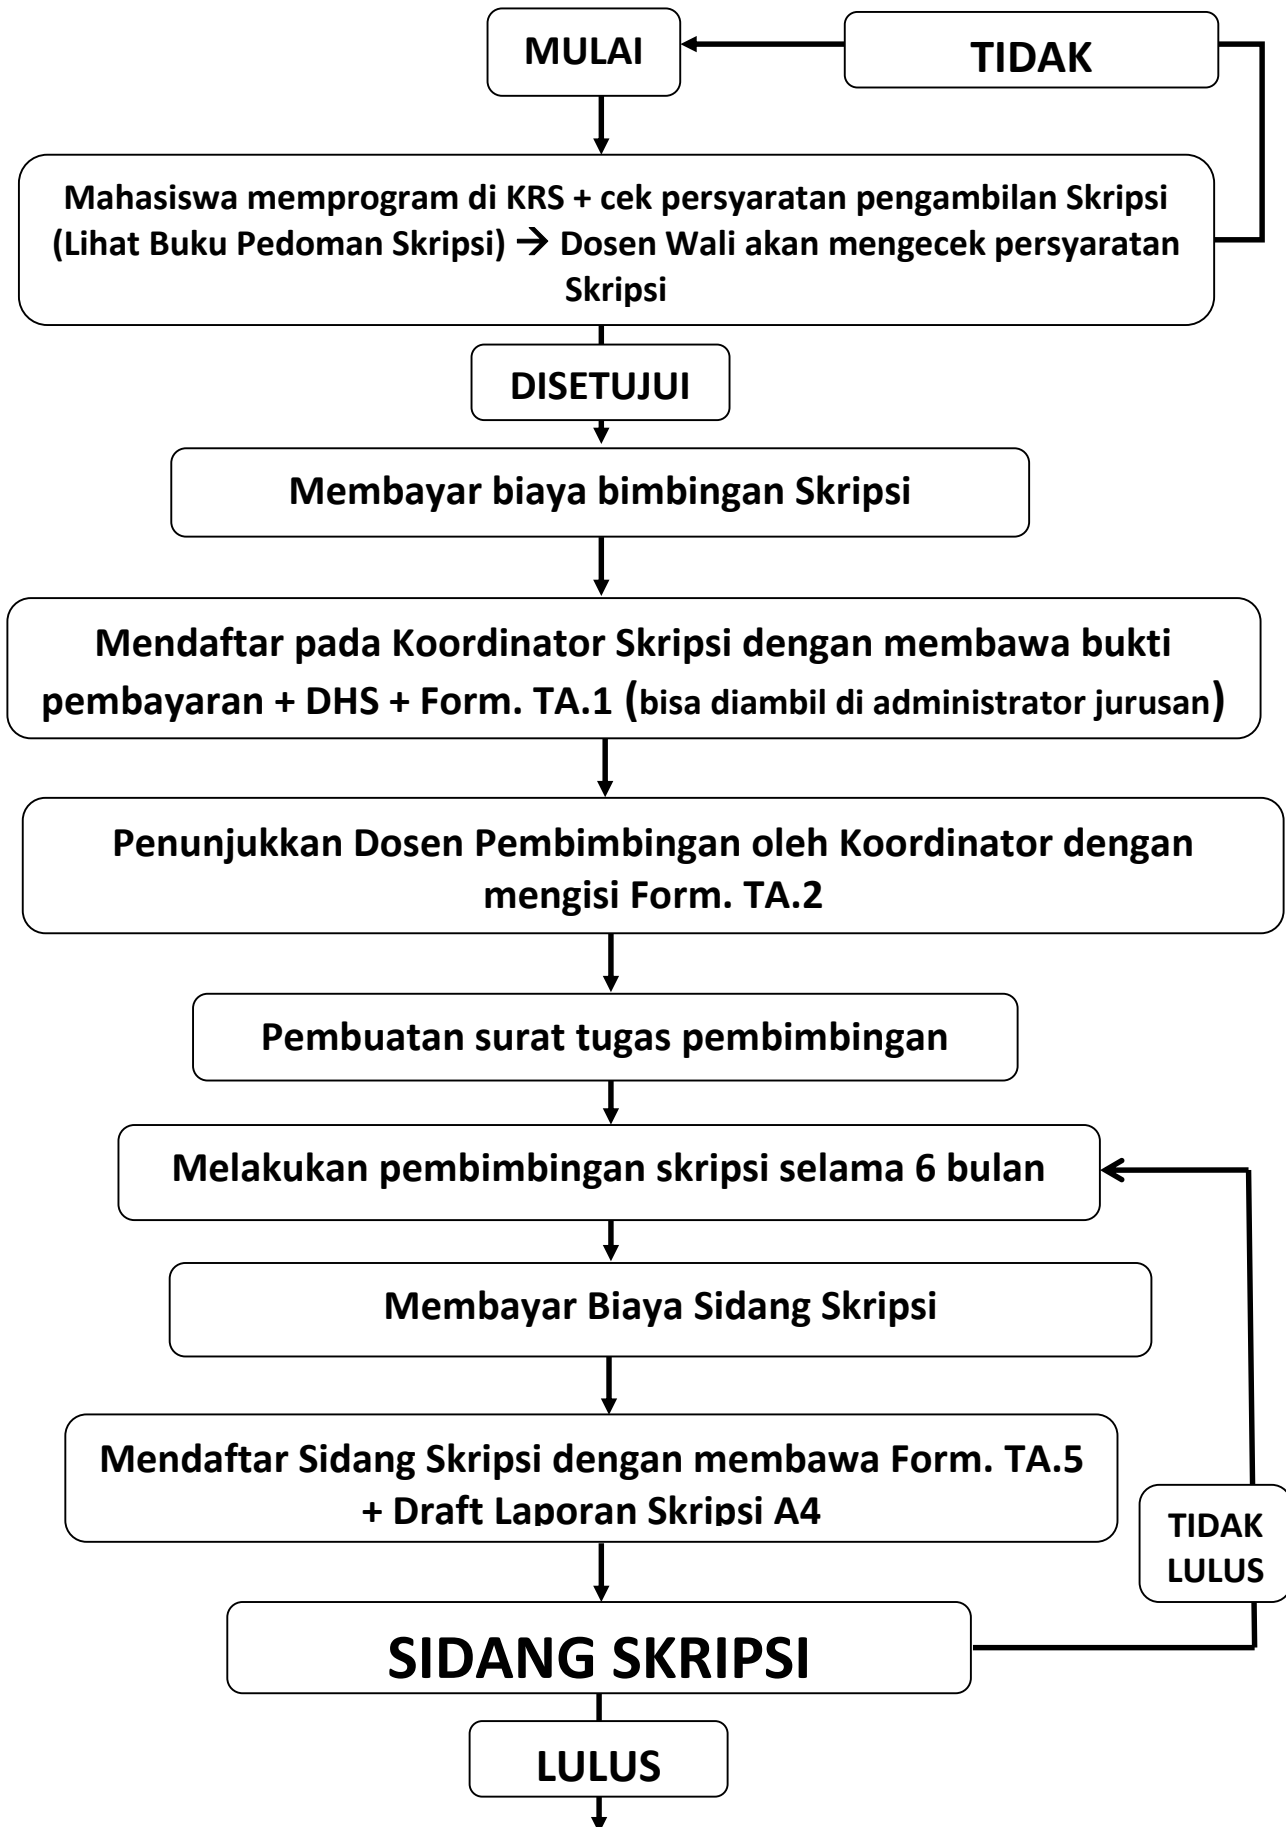 MULAI
TIDAK
Mahasiswa memprogram di KRS + cek persyaratan pengambilan Skripsi
(Lihat Buku Pedoman Skripsi) → Dosen Wali akan mengecek persyaratan
Skripsi
DISETUJUI
Membayar biaya bimbingan Skripsi
Mendaftar pada Koordinator Skripsi dengan membawa bukti
pembayaran + DHS + Form. TA.1 (bisa diambil di administrator jurusan)
Penunjukkan Dosen Pembimbingan oleh Koordinator dengan
mengisi Form. TA.2
Pembuatan surat tugas pembimbingan
Melakukan pembimbingan skripsi selama 6 bulan
Membayar Biaya Sidang Skripsi
Mendaftar Sidang Skripsi dengan membawa Form. TA.5
+ Draft Laporan Skripsi A4
TIDAK
LULUS
SIDANG SKRIPSI
LULUS